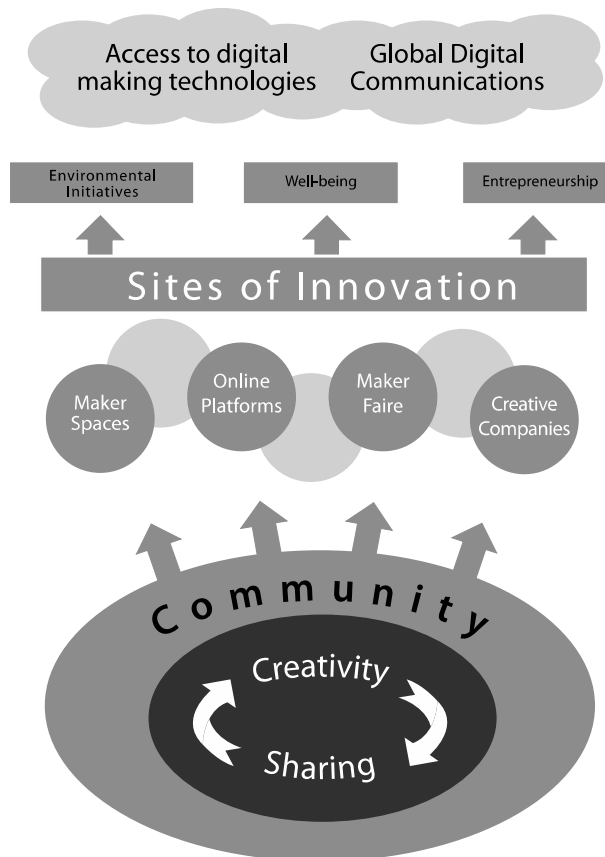 Access to digital
making technologies
Global Digital
Communications
Environmental
Initiatives
Well-being
Entrepreneurship
Sites of Innovation
Maker
Spaces
Online
Platforms
Maker
Faire
Creative
Companies
Community
Creativity
Sharing